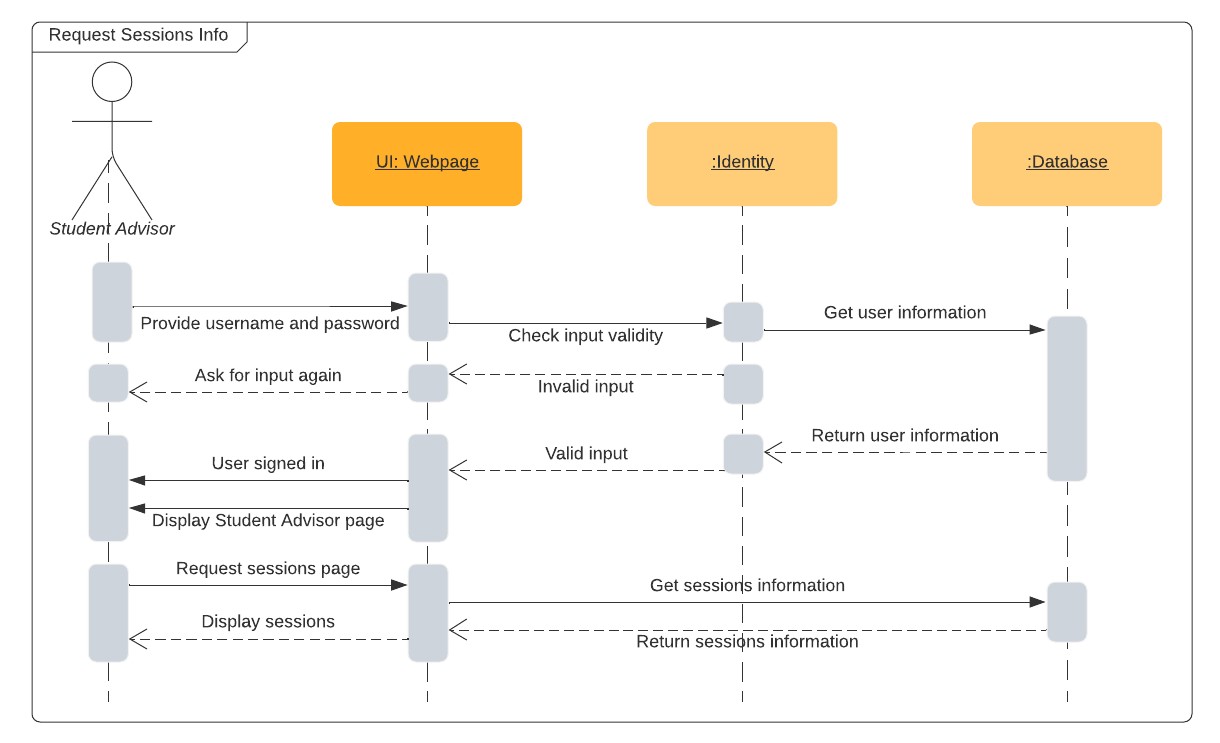 Request Sessions Info
UI: Webpage
:Identity
:Database
Student Advisor
Provide username and password
Check input validity
Get user information
Ask for input again
Invalid input
Return user information
Valid input
User signed in
Display Student Advisor page
Request sessions page
Get sessions information
Display sessions
Return sessions information